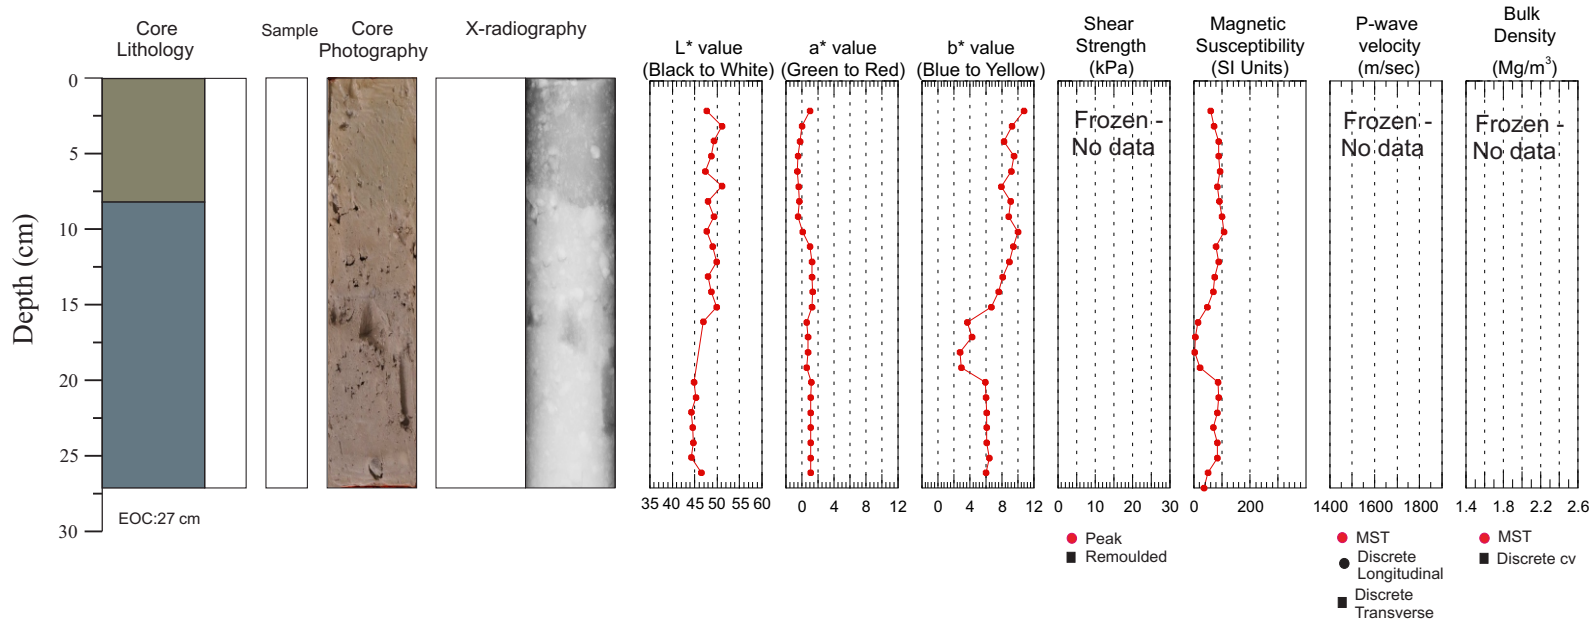 Core
Lithology
Sample
Core
Photography
X-radiography
L* value
(Black to White)
a* value
(Green to Red)
b* value
(Blue to Yellow)
Shear
Strength
(kPa)
Magnetic
Susceptibility
(SI Units)
P-wave
velocity
(m/sec)
Bulk
Density
(Mg/m³)
Depth (cm)
0
5
10
15
20
25
30
EOC:27 cm
Frozen -
No data
Frozen -
No data
Frozen -
No data
35 40 45 50 55 60
0 4 8 12
0 4 8 12
0 10 20 30
0 200
1400 1600 1800
1.4 1.8 2.2 2.6
Peak
Remoulded
MST
Discrete
Longitudinal
Discrete
Transverse
MST
Discrete cv